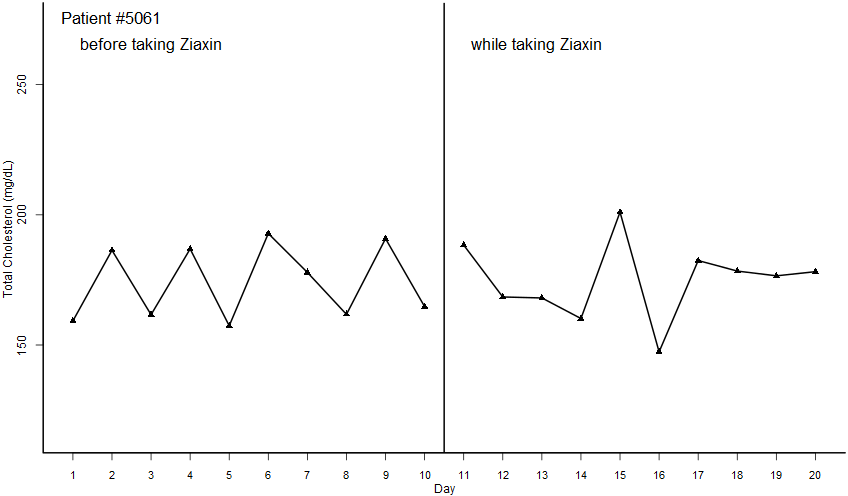 Patient #5061
before taking Ziaxin
while taking Ziaxin
Total Cholesterol (mg/dL)
250
200
150
1 2 3 4 5 6 7 8 9 10 11 12 13 14 15 16 17 18 19 20
Day